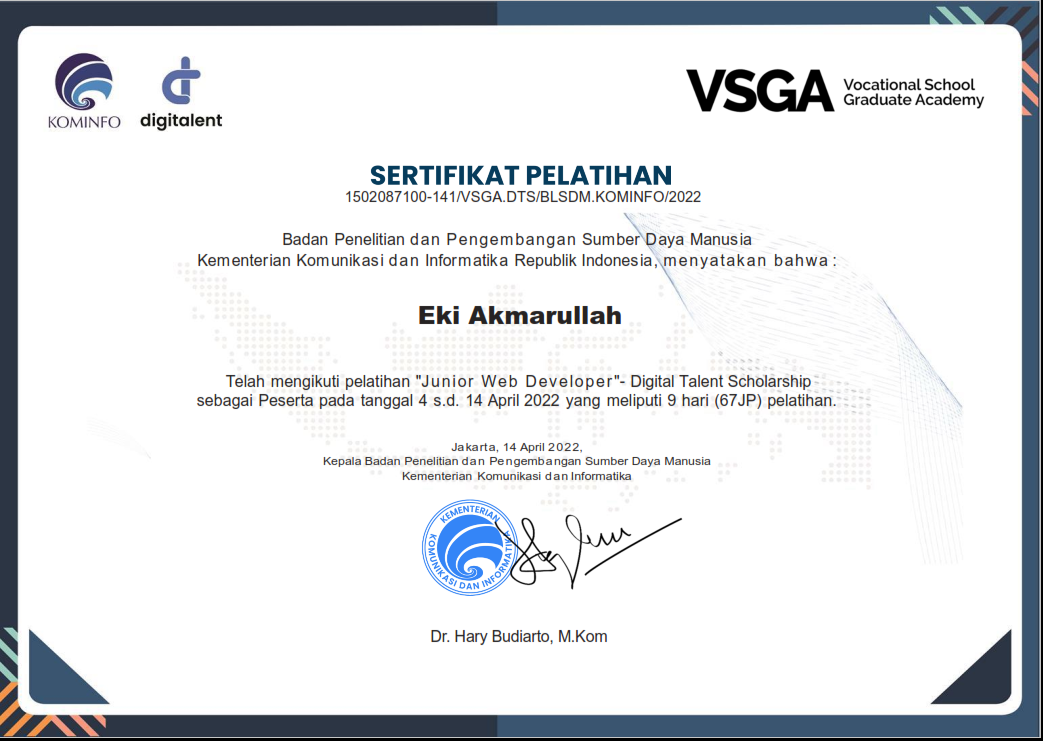 KOMINFO
digitalent
VSGA
Vocational School
Graduate Academy
SERTIFIKAT PELATIHAN
1502087100-141/VSGA.DTS/BLSDM.KOMINFO/2022
Badan Penelitian dan Pengembangan Sumber Daya Manusia
Kementerian Komunikasi dan Informatika Republik Indonesia, menyatakan bahwa :
Eki Akmarullah
Telah mengikuti pelatihan "Junior Web Developer"- Digital Talent Scholarship
sebagai Peserta pada tanggal 4 s.d. 14 April 2022 yang meliputi 9 hari (67JP) pelatihan.
Jakarta, 14 April 2022,
Kepala Badan Penelitian dan Pengembangan Sumber Daya Manusia
Kementerian Komunikasi dan Informatika
KEMENTERIAN
KOMUNIKASI DAN INFORMATIKA
Dr. Hary Budiarto, M.Kom